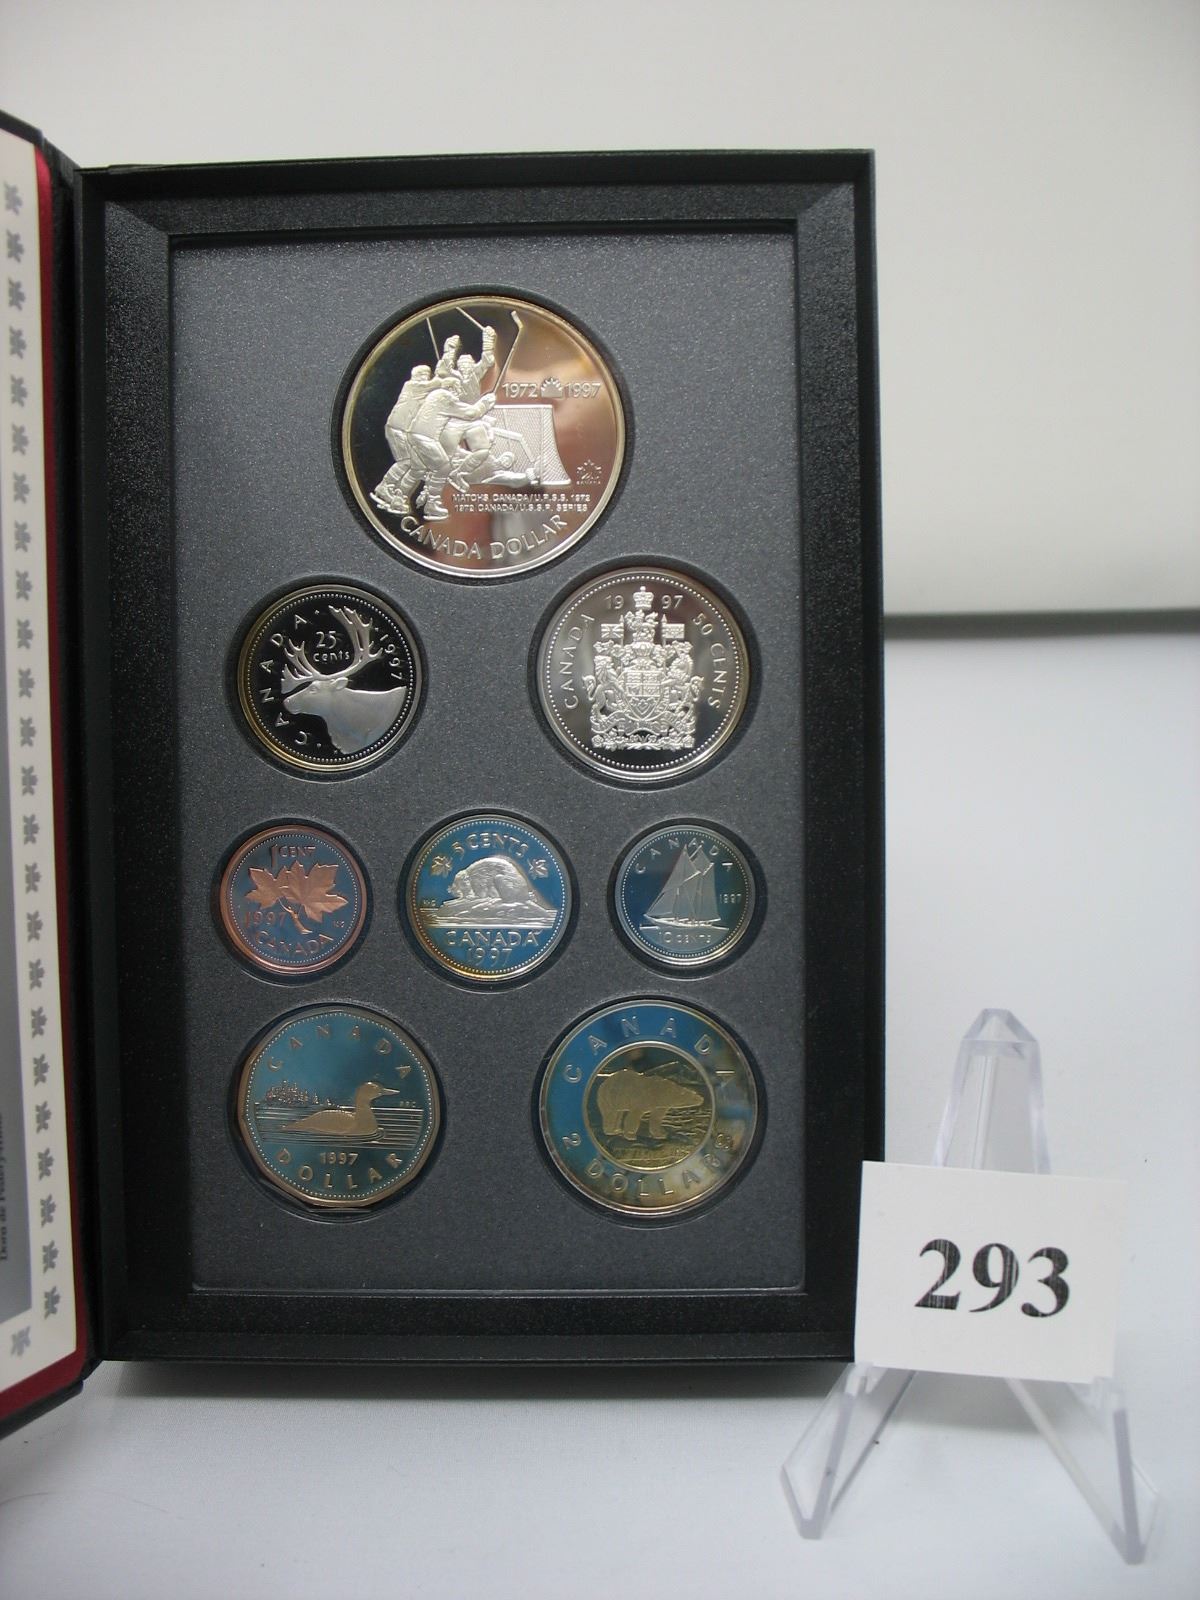 1972 1997
CANADA
MATCHS CANADA/U.R.S.S. 1972
1972 CANADA/U.S.S.R. SERIES
CANADA DOLLAR
CANADA 1997
25 cents
CANADA 1997 50 CENTS
1 CENT
1997
CANADA
5 CENTS
CANADA
1997
CANADA
1997
10 CENTS
CANADA
1997
DOLLAR
CANADA
2 DOLLARS
293